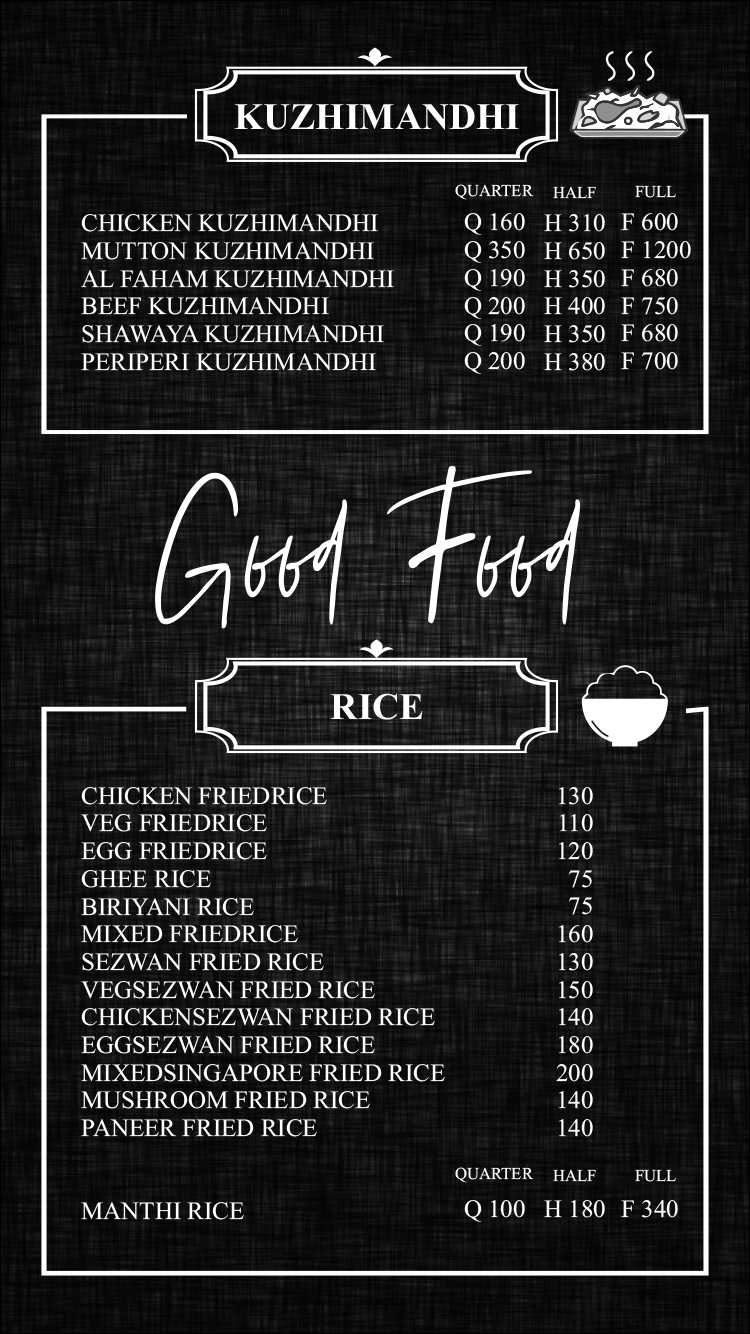 KUZHIMANDHI
QUARTER HALF FULL
CHICKEN KUZHIMANDHI Q 160 H 310 F 600
MUTTON KUZHIMANDHI Q 350 H 650 F 1200
AL FAHAM KUZHIMANDHI Q 190 H 350 F 680
BEEF KUZHIMANDHI Q 200 H 400 F 750
SHAWAYA KUZHIMANDHI Q 190 H 350 F 680
PERIPERI KUZHIMANDHI Q 200 H 380 F 700
Good Food
RICE
CHICKEN FRIEDRICE 130
VEG FRIEDRICE 110
EGG FRIEDRICE 120
GHEE RICE 75
BIRIYANI RICE 75
MIXED FRIEDRICE 160
SEZWAN FRIED RICE 130
VEGSEZWAN FRIED RICE 150
CHICKENSEZWAN FRIED RICE 140
EGGSEZWAN FRIED RICE 180
MIXEDSINGAPORE FRIED RICE 200
MUSHROOM FRIED RICE 140
PANEER FRIED RICE 140
QUARTER HALF FULL
MANTHI RICE Q 100 H 180 F 340